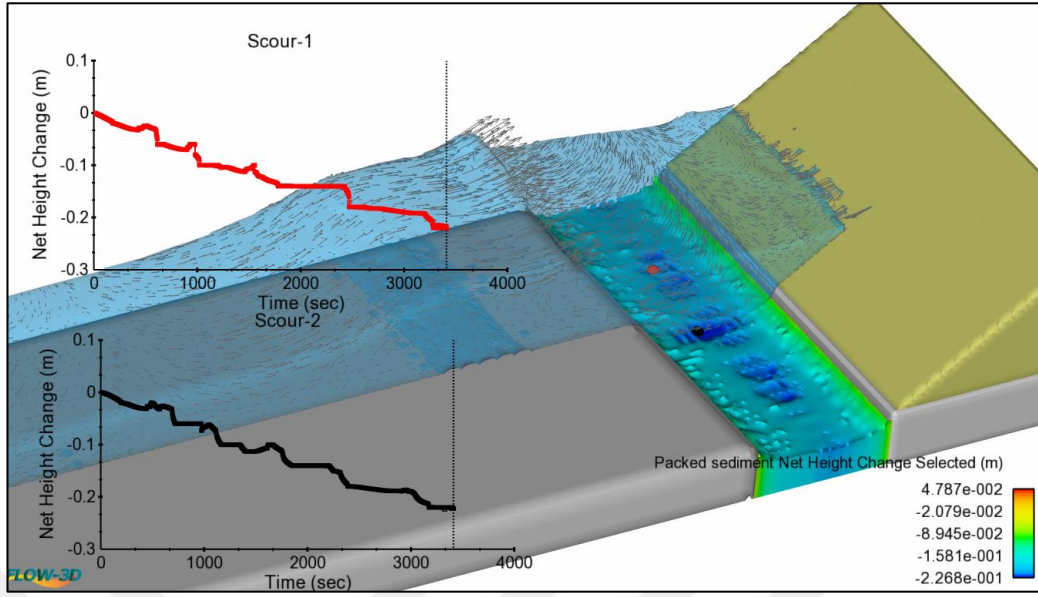 Scour-1
Net Height Change (m)
0.1
0
-0.1
-0.2
-0.3
0
1000
2000
3000
4000
Time (sec)
Scour-2
Net Height Change (m)
0.1
0
-0.1
-0.2
-0.3
0
1000
2000
3000
4000
Time (sec)
Packed sediment Net Height Change Selected (m)
4.787e-002
-2.079e-002
-8.945e-002
-1.581e-001
-2.268e-001
FLOW-3D